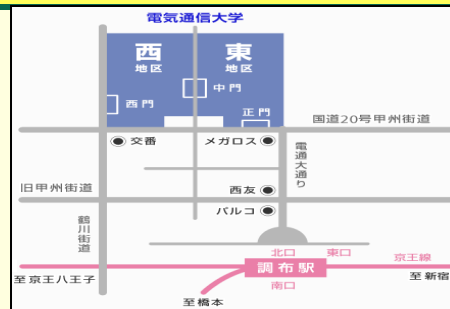 電気通信大学
西
地区
東
地区
中門
西門
正門
国道20号甲州街道
交番
メガロス
電通大通り
旧甲州街道
西友
パルコ
鶴川街道
北口
東口
京王線
至京王八王子
調布駅
至新宿
南口
至橋本